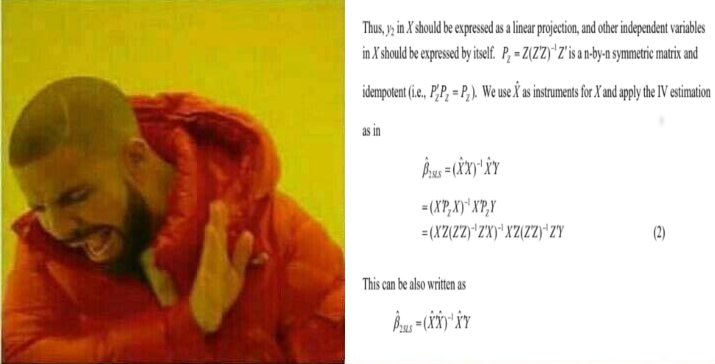 Thus, y₂ in X should be expressed as a linear projection, and other independent variables
in X should be expressed by itself. P_Z = Z(Z'Z)⁻¹Z' is a n-by-n symmetric matrix and
idempotent (i.e., P_Z'P_Z = P_Z). We use X̂ as instruments for X and apply the IV estimation
as in
β̂₂SLS = (X̂'X)⁻¹X̂'Y
= (X'P_Z X)⁻¹X'P_Z Y
= (X'Z(Z'Z)⁻¹Z'X)⁻¹X'Z(Z'Z)⁻¹Z'Y (2)
This can be also written as
β̂₂SLS = (X̂'X̂)⁻¹X̂'Y